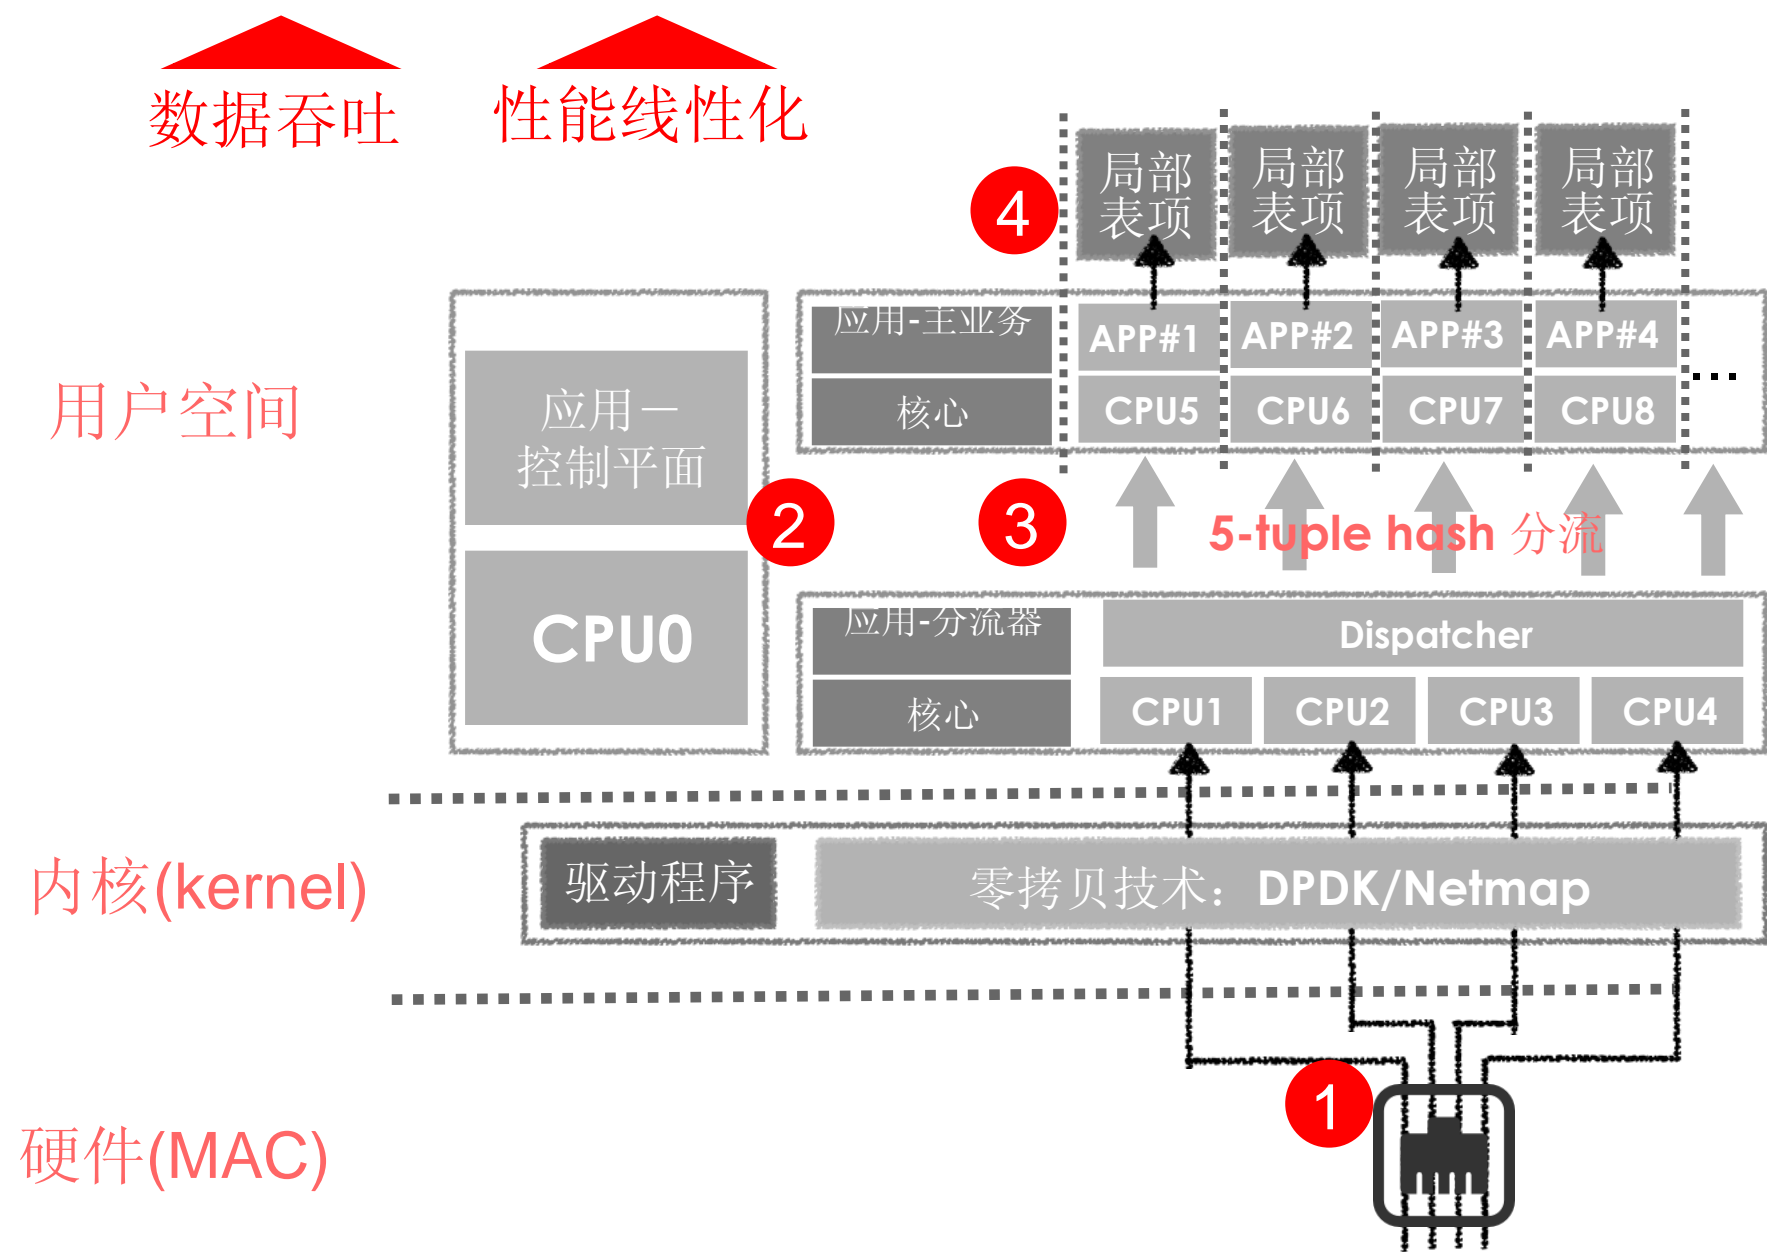 数据吞吐
性能线性化
4
局部
表项
局部
表项
局部
表项
局部
表项
应用-主业务
APP#1
APP#2
APP#3
APP#4
核心
CPU5
CPU6
CPU7
CPU8
...
用户空间
应用－
控制平面
2
3
5-tuple hash 分流
CPU0
应用-分流器
Dispatcher
核心
CPU1
CPU2
CPU3
CPU4
内核(kernel)
驱动程序
零拷贝技术：DPDK/Netmap
1
硬件(MAC)